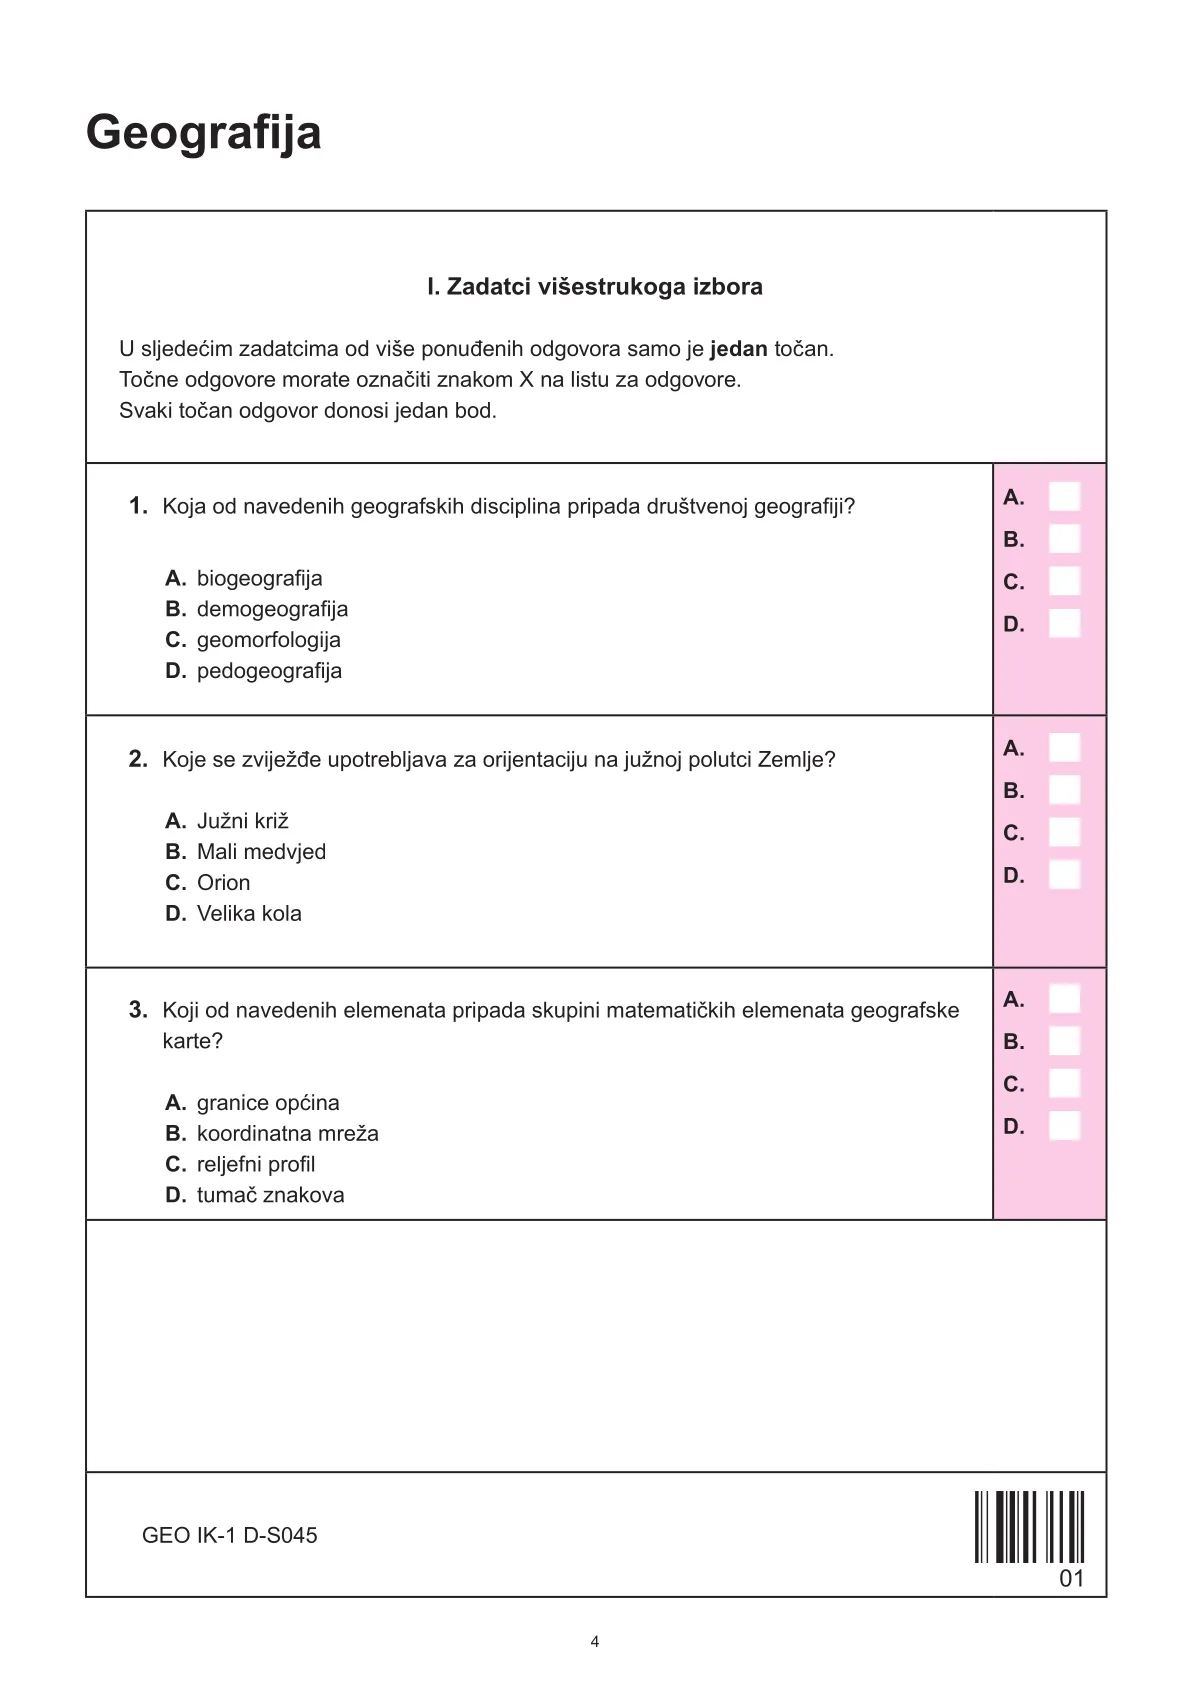 Geografija
I. Zadatci višestrukoga izbora
U sljedećim zadatcima od više ponuđenih odgovora samo je jedan točan.
Točne odgovore morate označiti znakom X na listu za odgovore.
Svaki točan odgovor donosi jedan bod.
1. Koja od navedenih geografskih disciplina pripada društvenoj geografiji?
A. biogeografija
B. demogeografija
C. geomorfologija
D. pedogeografija
A.
B.
C.
D.
2. Koje se zviježđe upotrebljava za orijentaciju na južnoj polutci Zemlje?
A. Južni križ
B. Mali medvjed
C. Orion
D. Velika kola
A.
B.
C.
D.
3. Koji od navedenih elemenata pripada skupini matematičkih elemenata geografske
karte?
A. granice općina
B. koordinatna mreža
C. reljefni profil
D. tumač znakova
A.
B.
C.
D.
GEO IK-1 D-S045
01
4